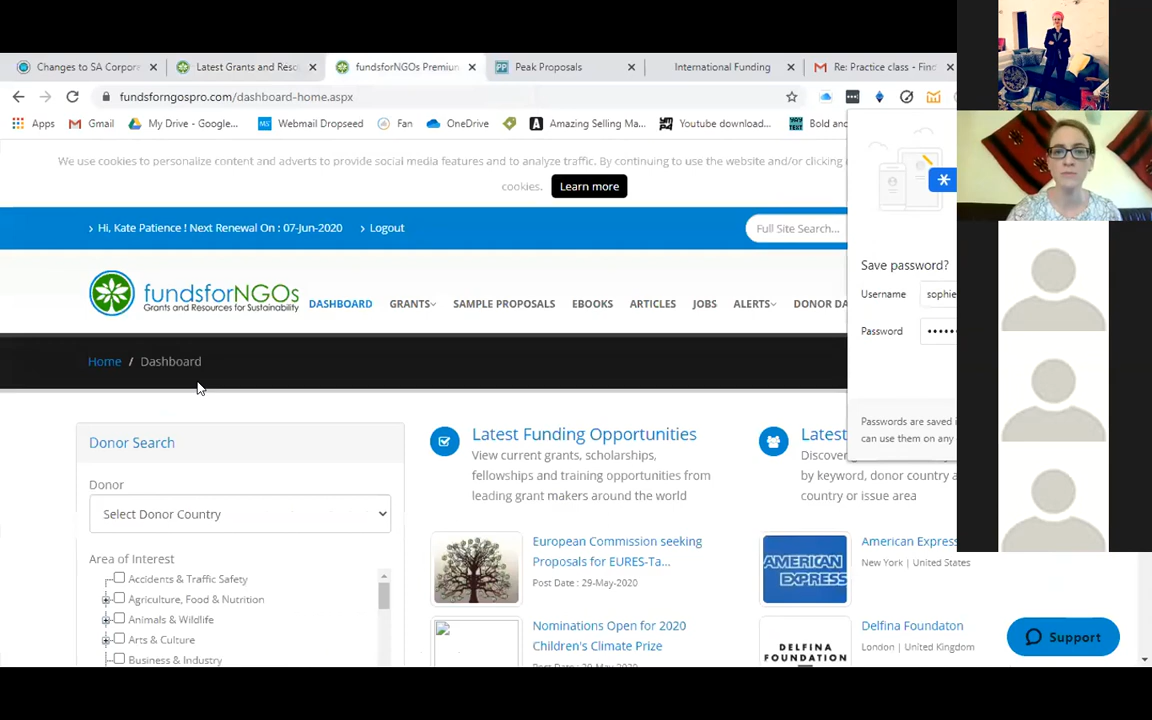 Changes to SA Corpor
Latest Grants and Reso
fundsforNGOs Premium
Peak Proposals
International Funding
Re: Practice class - Find
fundsforngospro.com/dashboard-home.aspx
Apps
Gmail
My Drive - Google...
MS
Webmail Dropseed
Fan
OneDrive
Amazing Selling Ma...
Youtube download...
Bold and
We use cookies to personalize content and adverts to provide social media features and to analyze traffic. By continuing to use the website and/or clicking
cookies.
Learn more
Hi, Kate Patience ! Next Renewal On : 07-Jun-2020
Logout
Full Site Search...
Save password?
Username
sophie
Password
Passwords are saved i
can use them on any
fundsforNGOs
Grants and Resources for Sustainability
DASHBOARD
GRANTS
SAMPLE PROPOSALS
EBOOKS
ARTICLES
JOBS
ALERTS
DONOR DA
Home / Dashboard
Donor Search
Donor
Select Donor Country
Area of Interest
Accidents & Traffic Safety
Agriculture, Food & Nutrition
Animals & Wildlife
Arts & Culture
Business & Industry
Latest Funding Opportunities
View current grants, scholarships,
fellowships and training opportunities from
leading grant makers around the world
European Commission seeking
Proposals for EURES-Ta...
Post Date : 29-May-2020
Nominations Open for 2020
Children's Climate Prize
Post Date : 29-May-2020
Latest
Discover
by keyword, donor country a
country or issue area
AMERICAN
EXPRESS
American Express
New York | United States
DELFINA
FOUNDATION
Delfina Foundaton
London | United Kingdom
Support